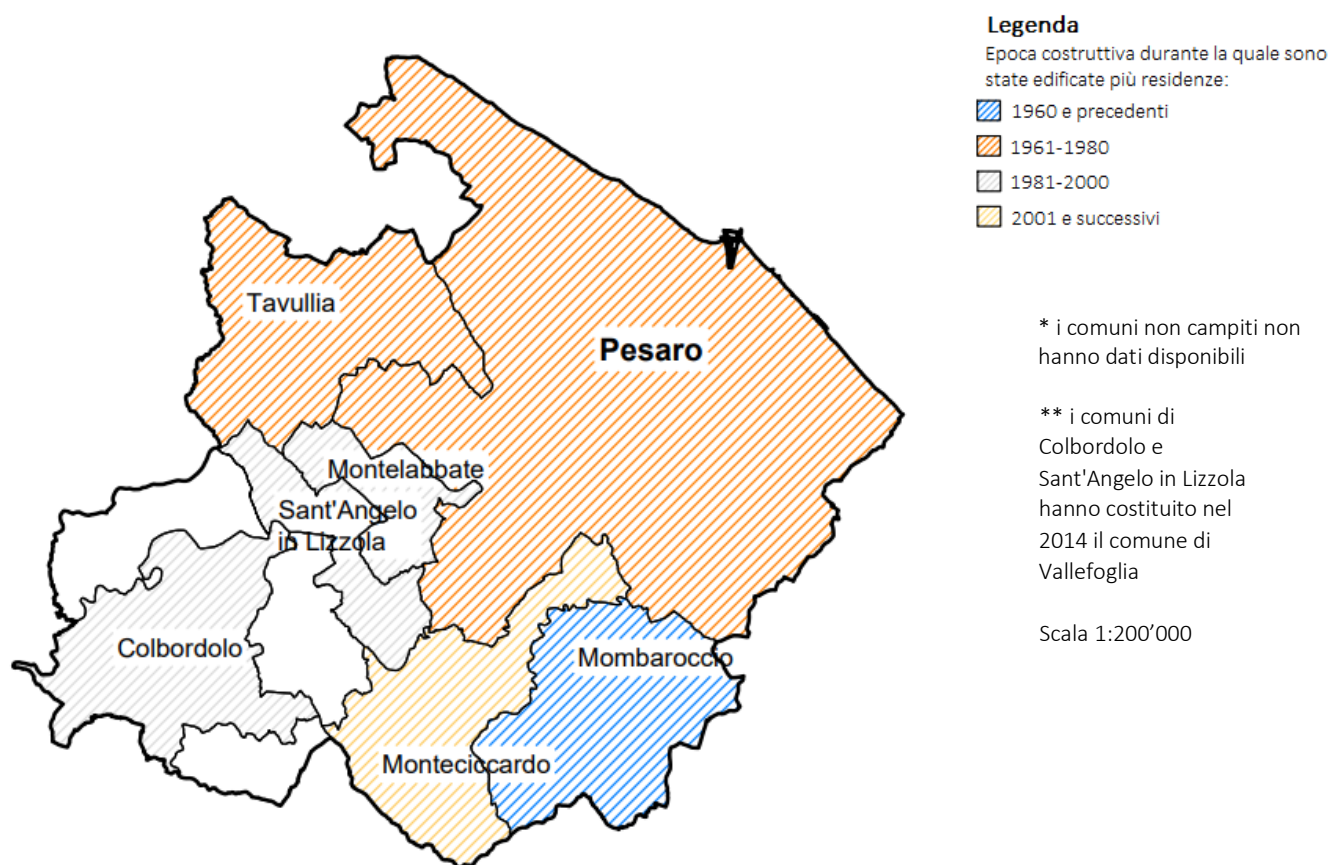 Legenda
Epoca costruttiva durante la quale sono
state edificate più residenze:
1960 e precedenti
1961-1980
1981-2000
2001 e successivi
Tavullia
Pesaro
Montelabbate
Sant'Angelo
in Lizzola
Colbordolo
Mombaroccio
Monteciccardo
* i comuni non campiti non
hanno dati disponibili
** i comuni di
Colbordolo e
Sant'Angelo in Lizzola
hanno costituito nel
2014 il comune di
Vallefoglia
Scala 1:200'000